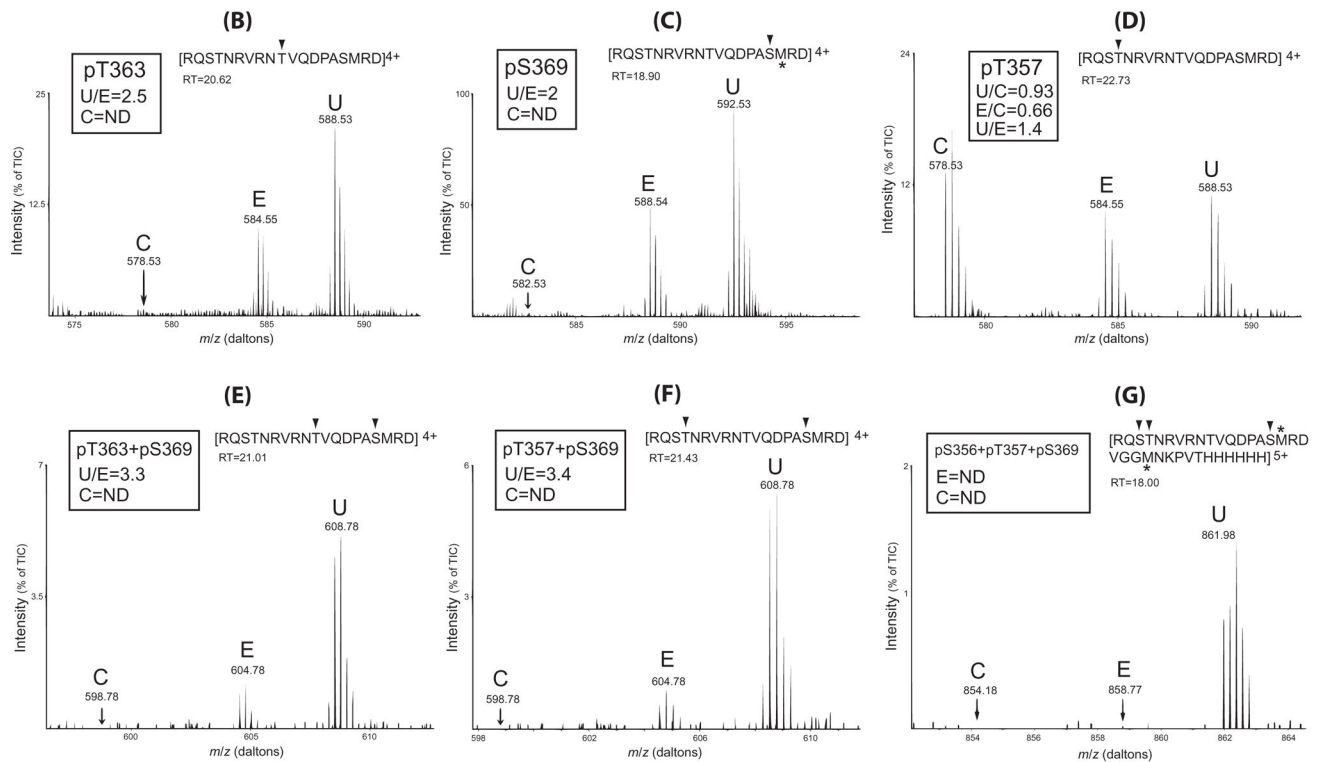 (B)
[RQSTNRVRNTVQDPASMRD]4+
RT=20.62
pT363
U/E=2.5
C=ND
25
12.5
Intensity (% of TIC)
C
578.53
E
584.55
U
588.53
575
580
585
590
m/z (daltons)
(C)
[RQSTNRVRNTVQDPASMRD] 4+
*
RT=18.90
pS369
U/E=2
C=ND
100
50
Intensity (% of TIC)
C
582.53
E
588.54
U
592.53
585
590
595
m/z (daltons)
(D)
[RQSTNRVRNTVQDPASMRD] 4+
RT=22.73
pT357
U/C=0.93
E/C=0.66
U/E=1.4
24
12
Intensity (% of TIC)
C
578.53
E
584.55
U
588.53
580
585
590
m/z (daltons)
(E)
[RQSTNRVRNTVQDPASMRD] 4+
RT=21.01
pT363+pS369
U/E=3.3
C=ND
7
3.5
Intensity (% of TIC)
C
598.78
E
604.78
U
608.78
600
605
610
m/z (daltons)
(F)
[RQSTNRVRNTVQDPASMRD] 4+
RT=21.43
pT357+pS369
U/E=3.4
C=ND
6
3
Intensity (% of TIC)
C
598.78
E
604.78
U
608.78
598
602
606
610
m/z (daltons)
(G)
*
[RQSTNRVRNTVQDPASMRD
VGGMNKPVTHHHHHH] 5+
*
RT=18.00
pS356+pT357+pS369
E=ND
C=ND
2
1
Intensity (% of TIC)
C
854.18
E
858.77
U
861.98
854
856
858
860
862
864
m/z (daltons)